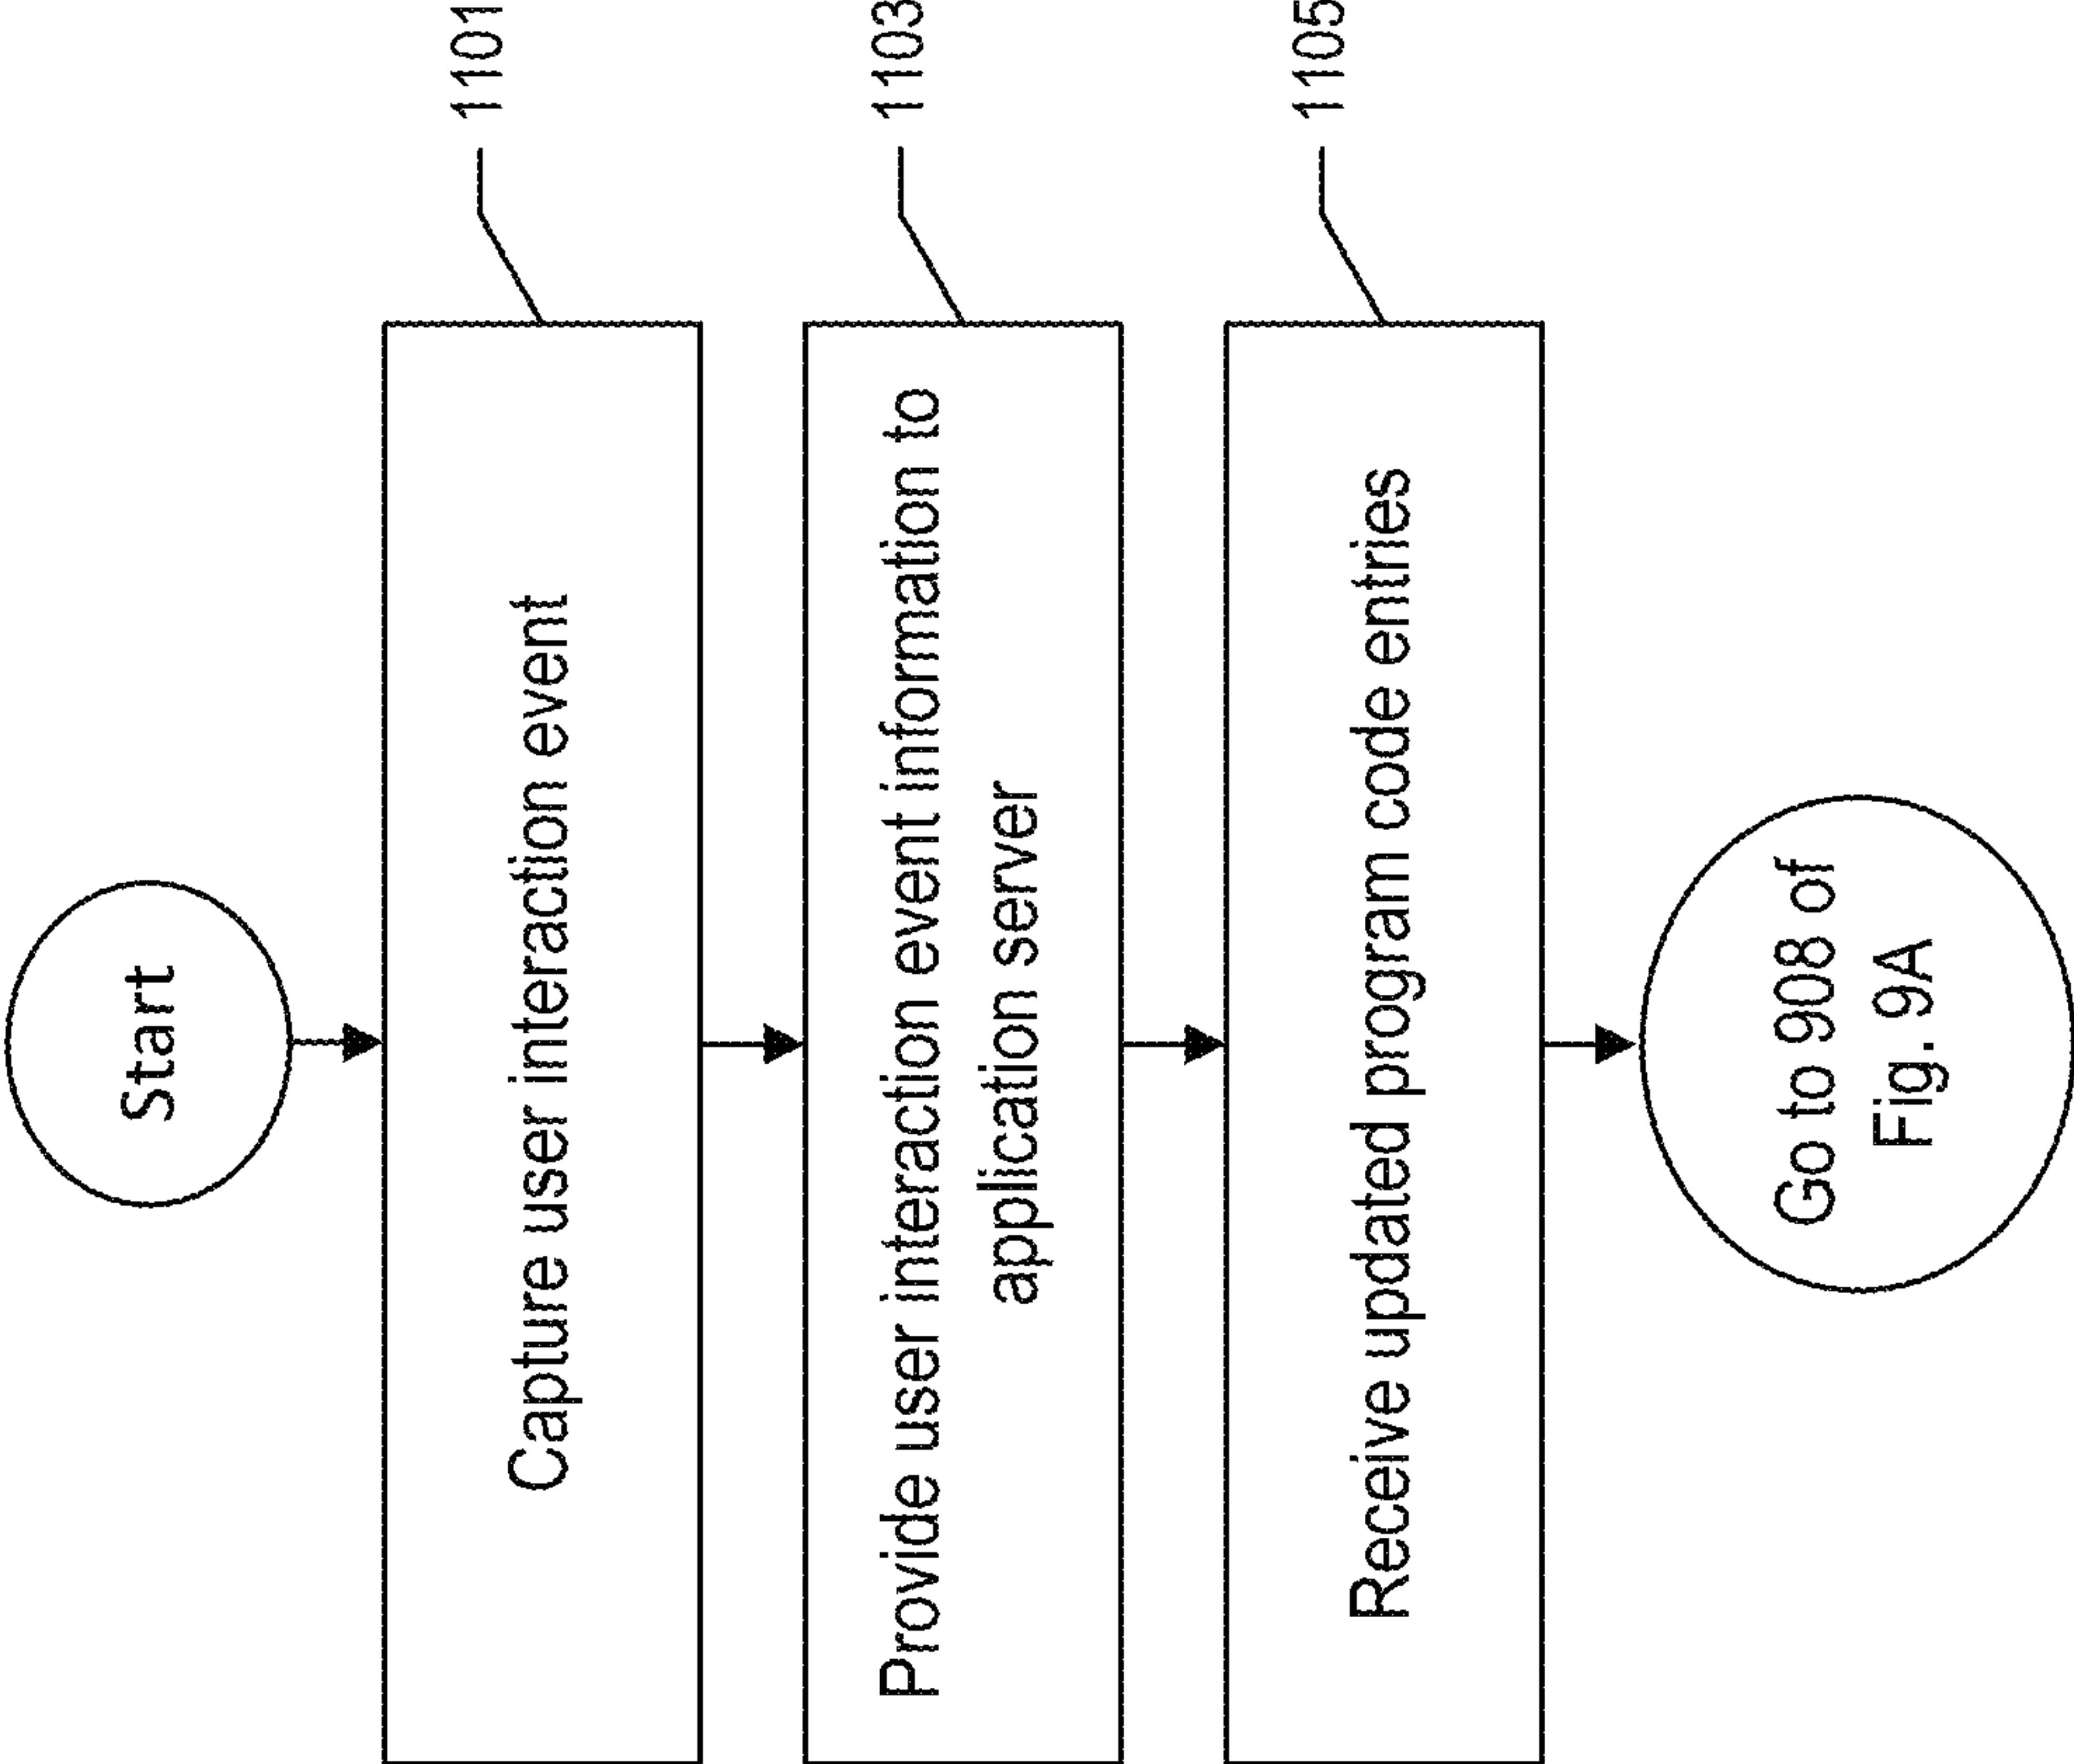 Start
Capture user interaction event
1101
Provide user interaction event information to
application server
1103
Receive updated program code entries
1105
Go to 908 of
Fig. 9A